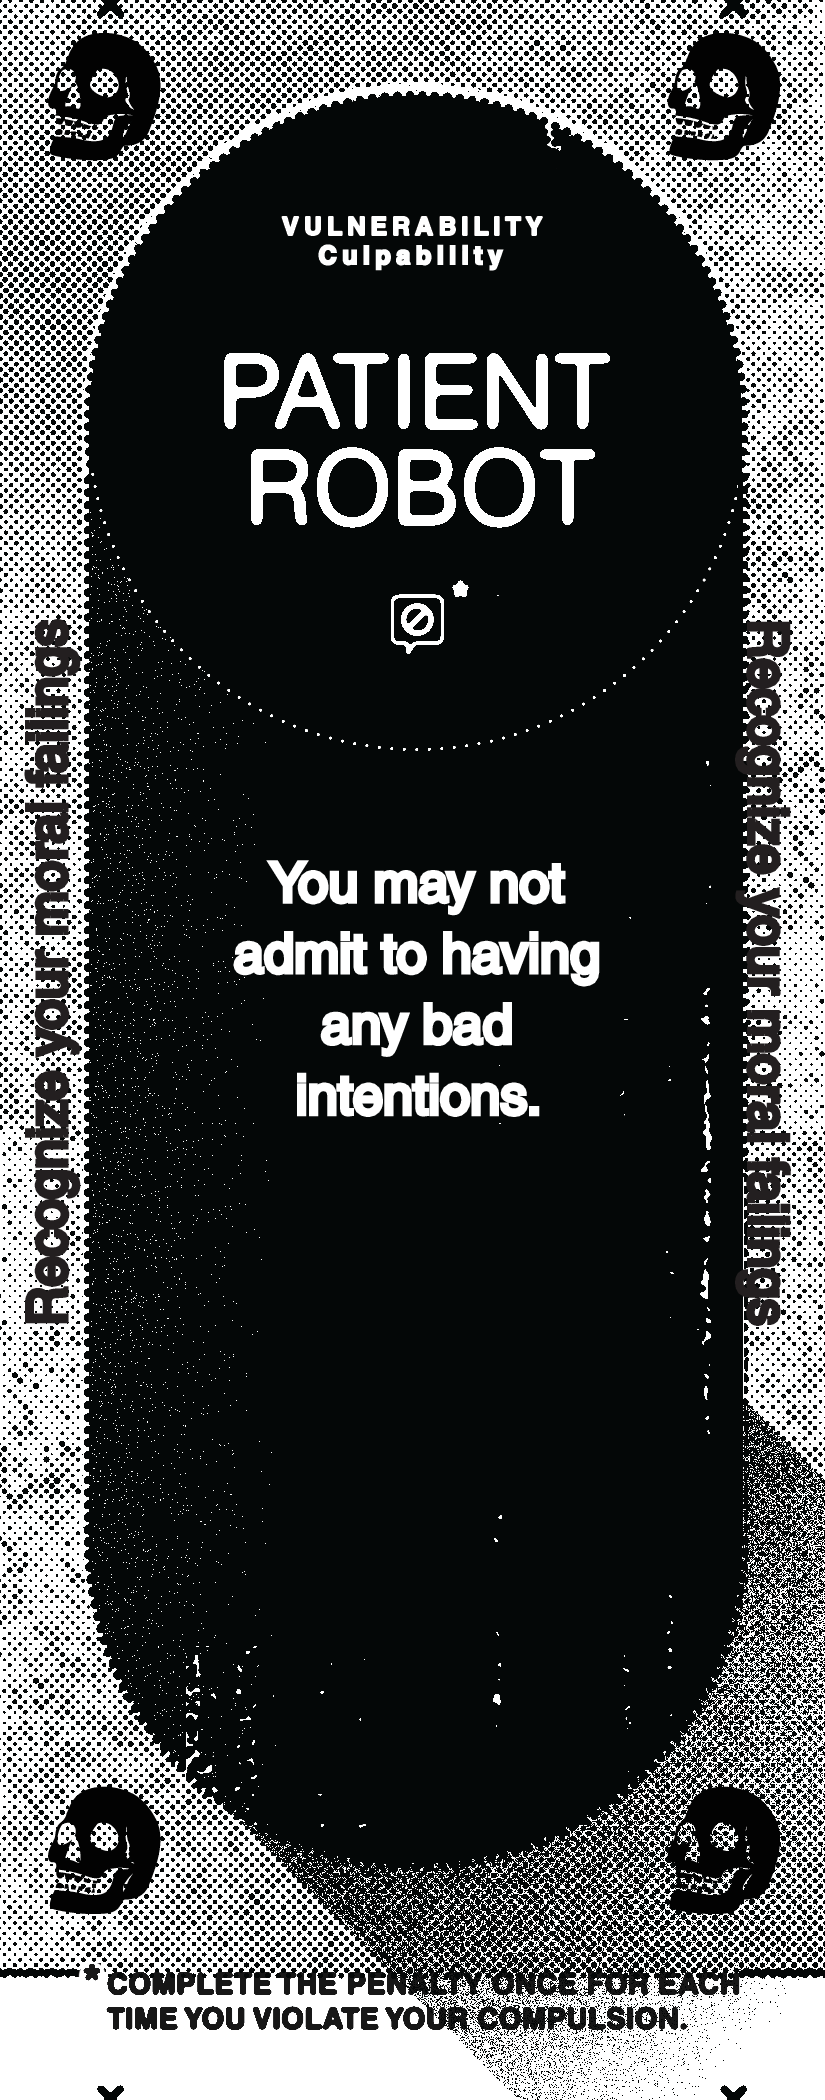 VULNERABILITY
Culpability
PATIENT
ROBOT
*
You may not
admit to having
any bad
intentions.
Recognize your moral failings
Recognize your moral failings
* COMPLETE THE PENALTY ONCE FOR EACH
TIME YOU VIOLATE YOUR COMPULSION.